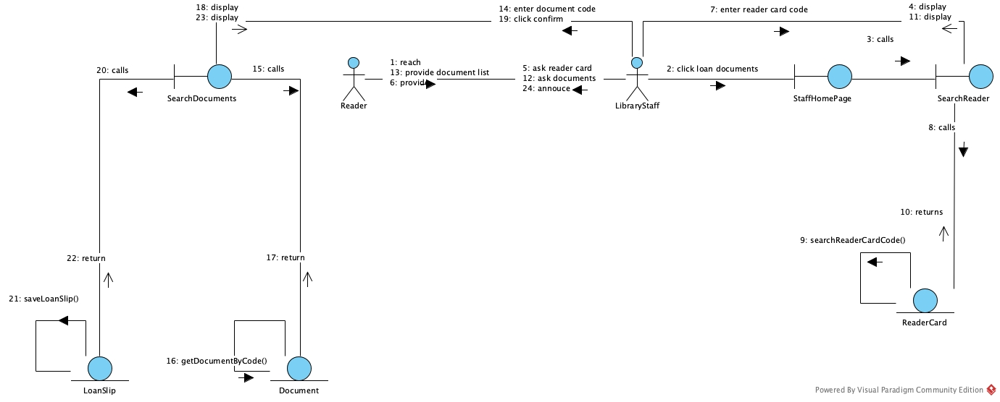 18: display
23: display
14: enter document code
19: click confirm
7: enter reader card code
4: display
11: display
3: calls
20: calls
15: calls
1: reach
13: provide document list
6: provide
5: ask reader card
12: ask documents
24: annouce
2: click loan documents
SearchDocuments
Reader
LibraryStaff
StaffHomePage
SearchReader
8: calls
10: returns
9: searchReaderCardCode()
22: return
17: return
21: saveLoanSlip()
ReaderCard
16: getDocumentByCode()
LoanSlip
Document
Powered By Visual Paradigm Community Edition